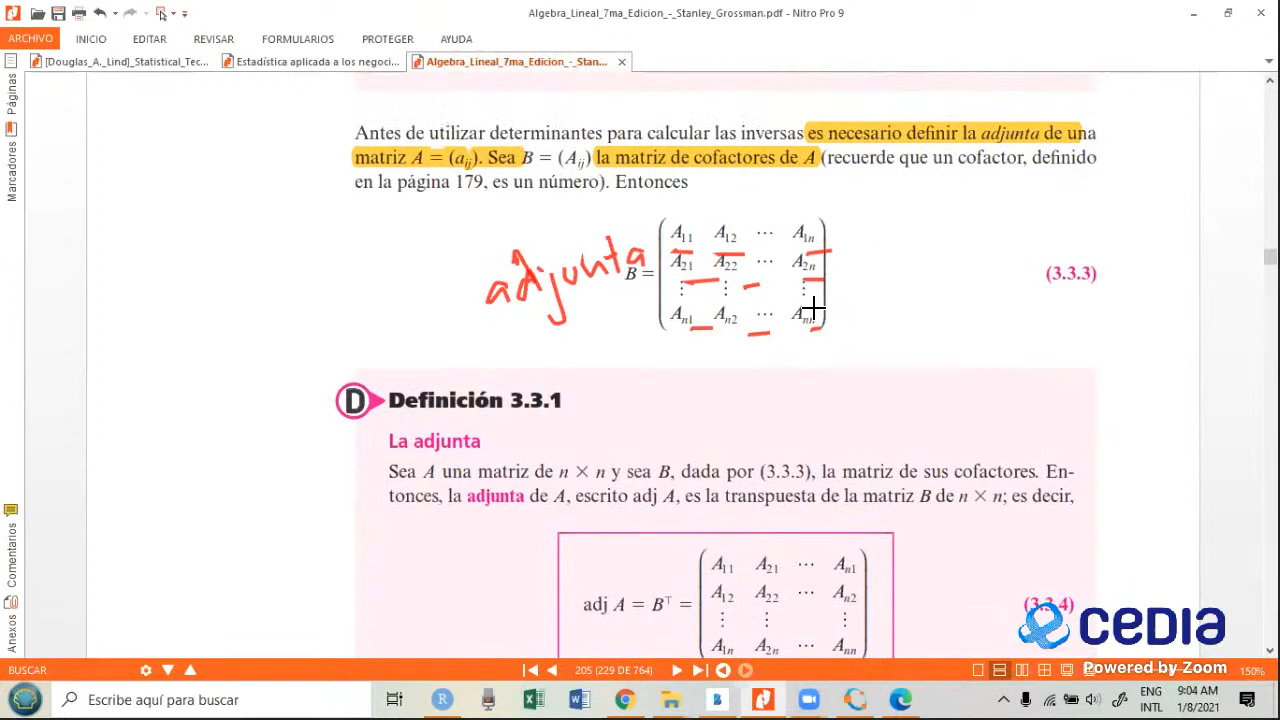 Algebra_Lineal_7ma_Edicion_-_Stanley_Grossman.pdf - Nitro Pro 9
ARCHIVO INICIO EDITAR REVISAR FORMULARIOS PROTEGER AYUDA
[Douglas_A._Lind]_Statistical_Tec... Estadística aplicada a los negoci... Algebra_Lineal_7ma_Edicion_-_Stan... x
Páginas
Marcadores
Comentarios
Anexos
Antes de utilizar determinantes para calcular las inversas es necesario definir la adjunta de una
matriz A = (aij). Sea B = (Aij) la matriz de cofactores de A (recuerde que un cofactor, definido
en la página 179, es un número). Entonces
adjunta
B =
A11 A12 ⋯ A1n
A21 A22 ⋯ A2n
⋮ ⋮ ⋮
An1 An2 ⋯ Ann
(3.3.3)
D Definición 3.3.1
La adjunta
Sea A una matriz de n × n y sea B, dada por (3.3.3), la matriz de sus cofactores. En-
tonces, la adjunta de A, escrito adj A, es la transpuesta de la matriz B de n × n; es decir,
adj A = B⊤ =
A11 A21 ⋯ An1
A12 A22 ⋯ An2
⋮ ⋮ ⋮
A1n A2n ⋯ Ann
(3.3.4)
cedia
Powered by Zoom
BUSCAR 205 (229 DE 764) 150%
Escribe aquí para buscar
ENG
INTL
9:04 AM
1/8/2021